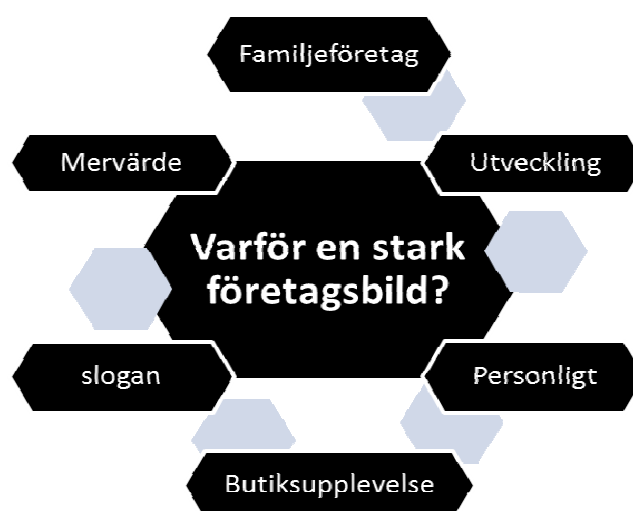 Familjeföretag
Mervärde
Utveckling
Varför en stark
företagsbild?
slogan
Personligt
Butiksupplevelse